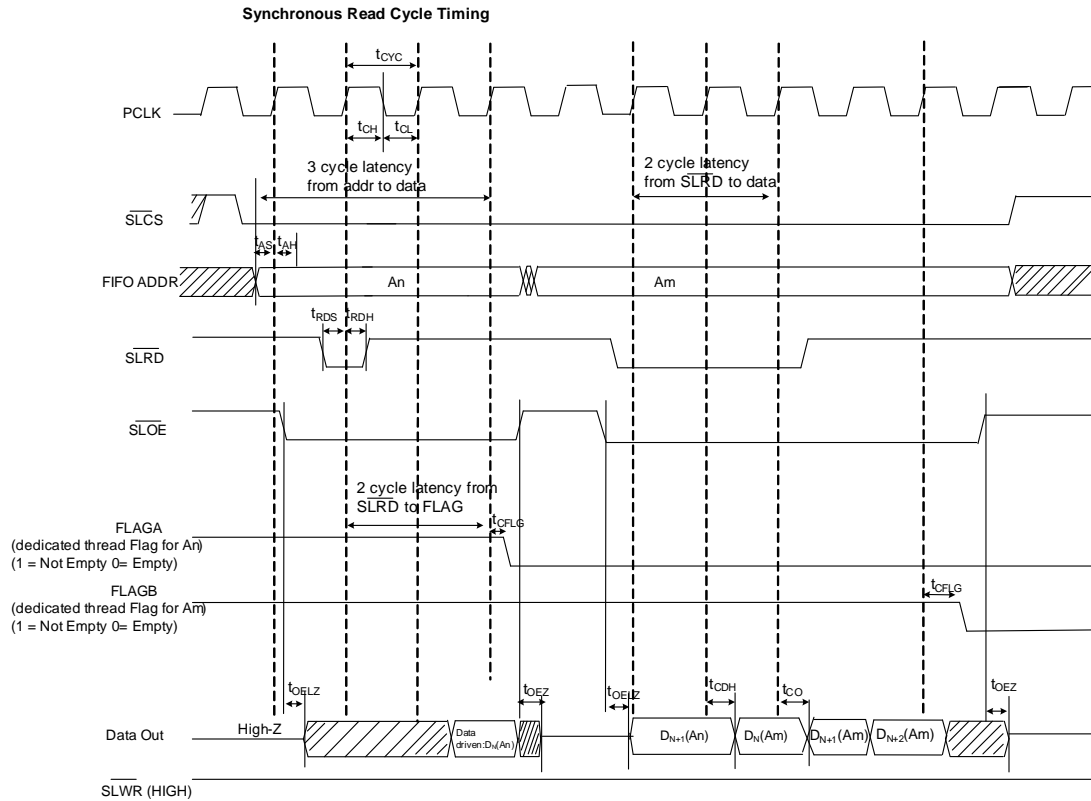 Synchronous Read Cycle Timing
tCYC
PCLK
tCH
tCL
3 cycle latency
from addr to data
2 cycle latency
from SLRD to data
SLCS
tAS
tAH
FIFO ADDR
An
Am
tRDS
tRDH
SLRD
SLOE
2 cycle latency from
SLRD to FLAG
tCFLG
FLAGA
(dedicated thread Flag for An)
(1 = Not Empty 0= Empty)
FLAGB
(dedicated thread Flag for Am)
(1 = Not Empty 0= Empty)
tCFLG
tOELZ
tOEZ
tOELZ
tCDH
tCO
tOEZ
High-Z
Data Out
Data
driven:DN(An)
DN+1(An)
DN(Am)
DN+1(Am)
DN+2(Am)
SLWR (HIGH)